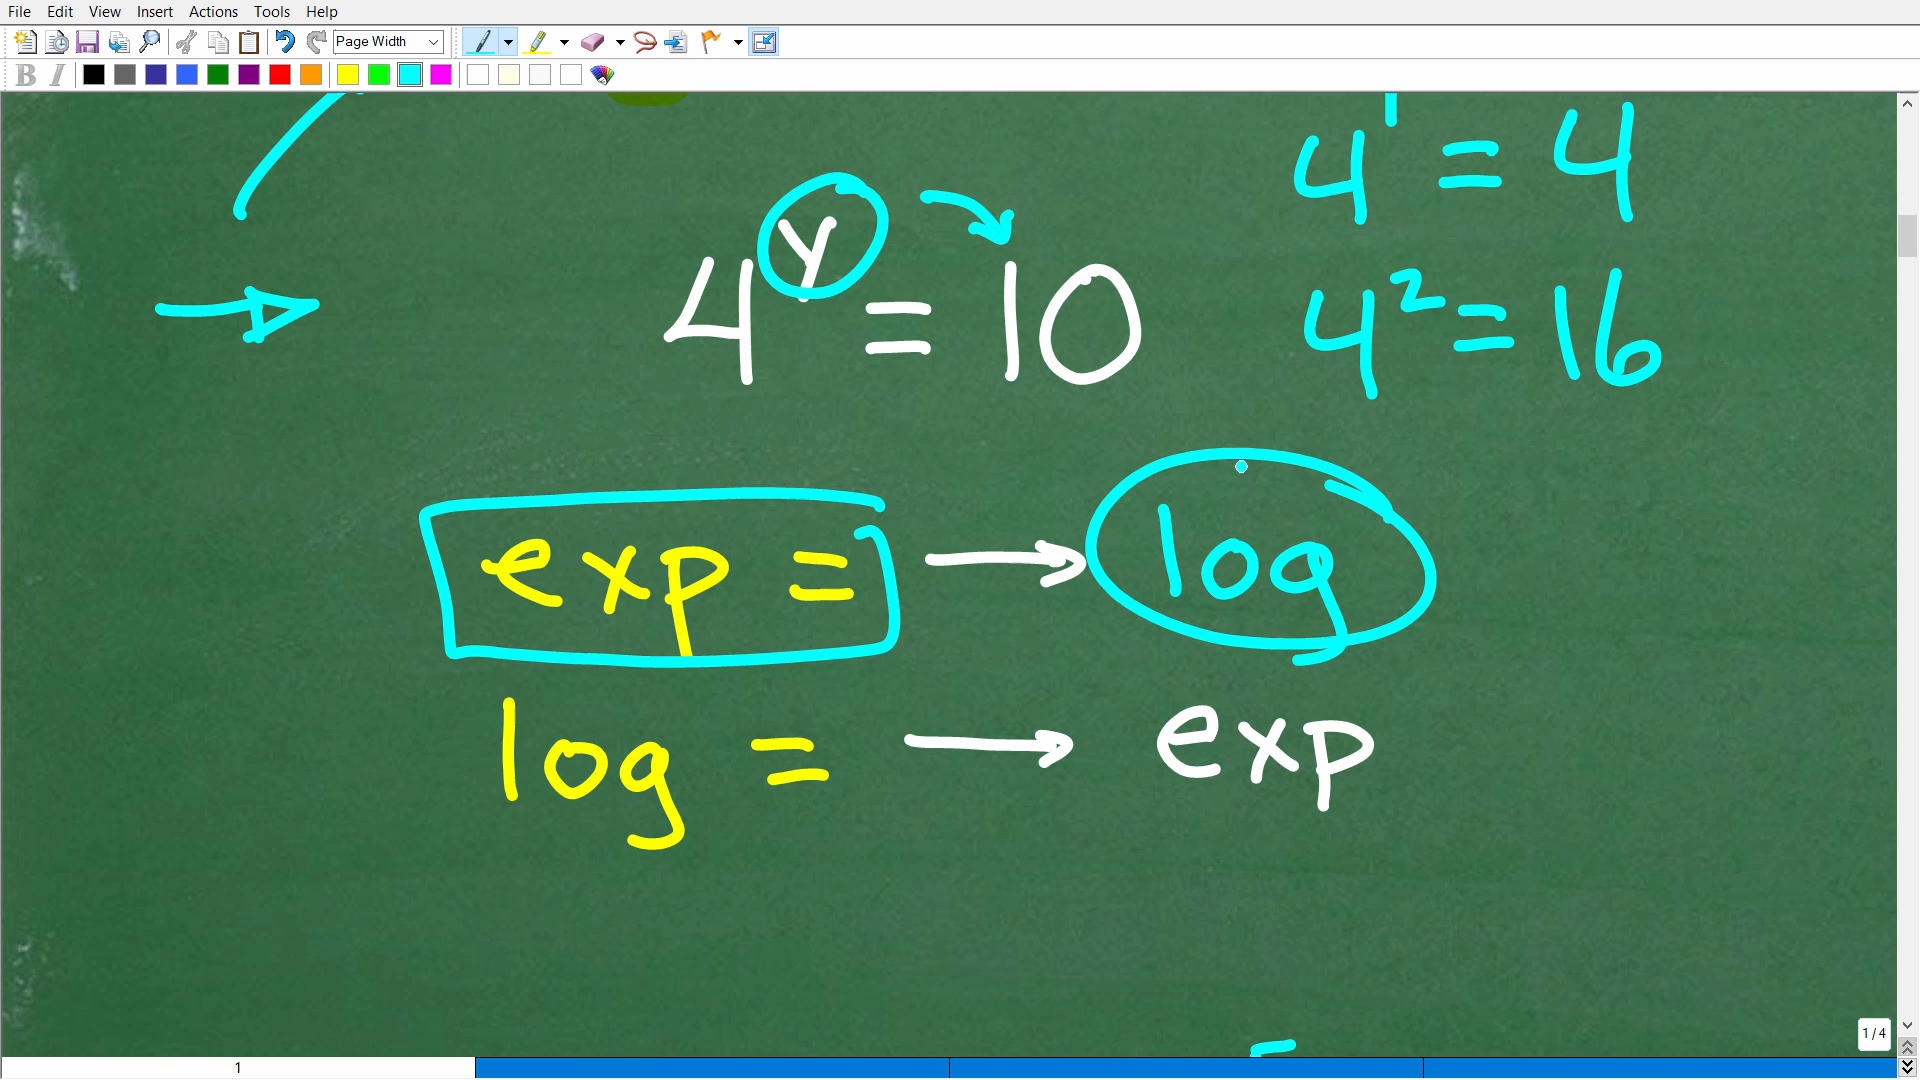 File Edit View Insert Actions Tools Help
Page Width
B I
4¹ = 4
4ʸ = 10
4² = 16
exp = → log
log = → exp
1 / 4
1